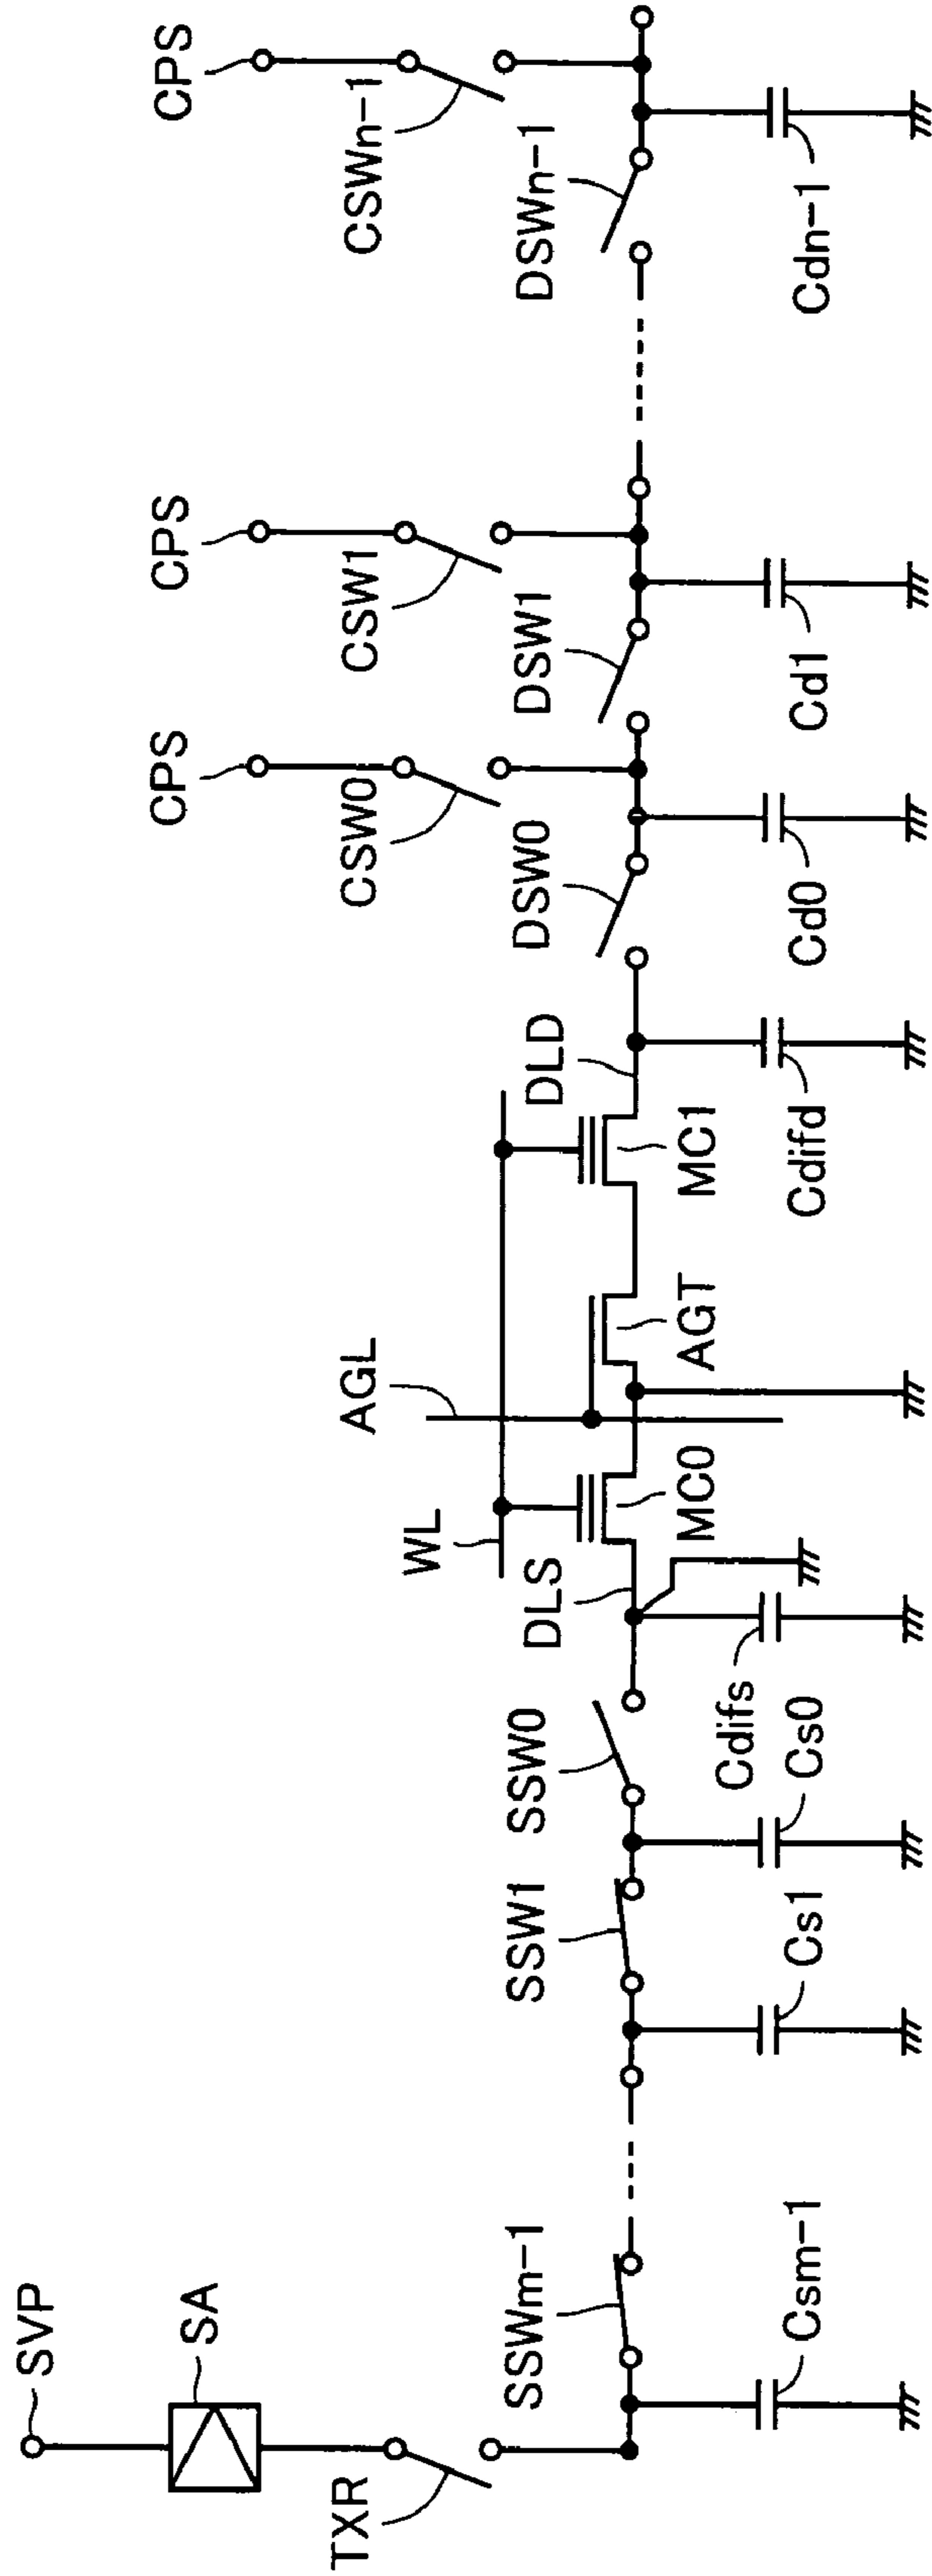 SVP
SA
TXR
SSWm-1
Csm-1
SSW1
Cs1
SSW0
Cs0
Cdifs
DLS
WL
MC0
AGL
AGT
MC1
DLD
Cdifd
DSW0
Cd0
CSW0
CPS
DSW1
Cd1
CSW1
CPS
DSWn-1
Cdn-1
CSWn-1
CPS